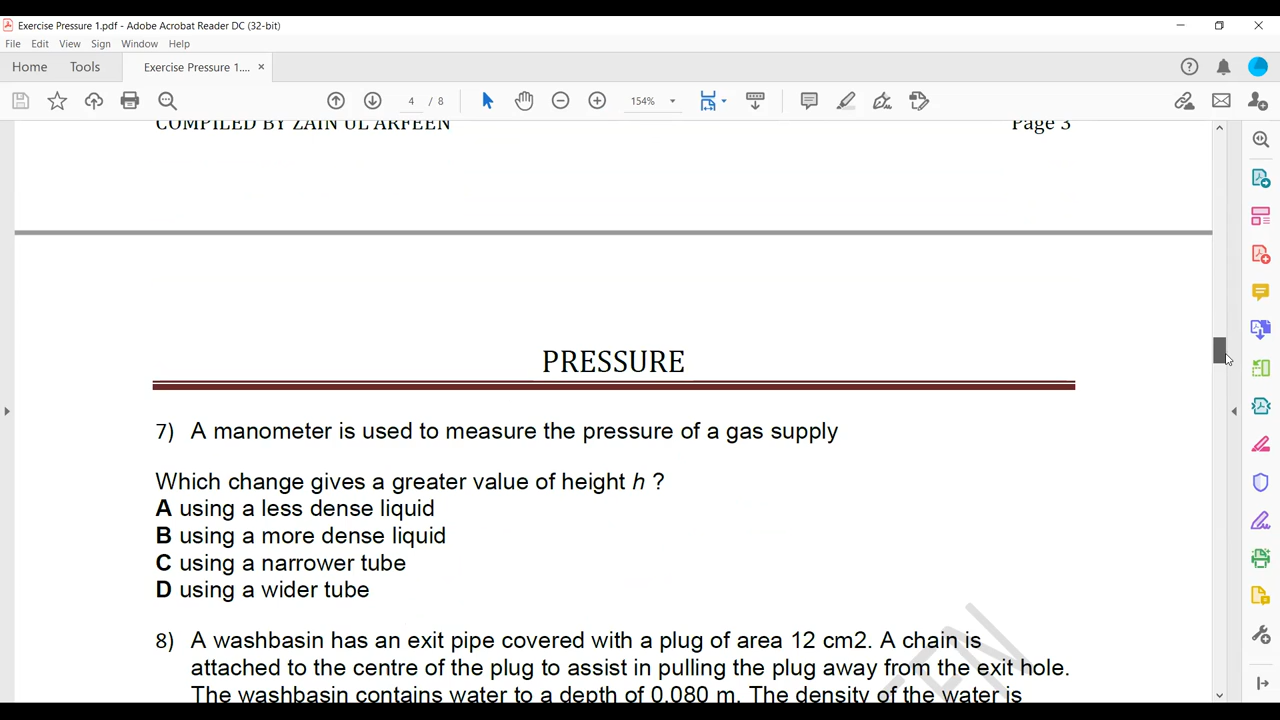 Exercise Pressure 1.pdf - Adobe Acrobat Reader DC (32-bit)
File Edit View Sign Window Help
Home Tools Exercise Pressure 1....
4 / 8 154%
COMPILED BY ZAIN UL ARFEEN Page 3
PRESSURE
7) A manometer is used to measure the pressure of a gas supply
Which change gives a greater value of height h ?
A using a less dense liquid
B using a more dense liquid
C using a narrower tube
D using a wider tube
8) A washbasin has an exit pipe covered with a plug of area 12 cm2. A chain is
attached to the centre of the plug to assist in pulling the plug away from the exit hole.
The washbasin contains water to a depth of 0.080 m. The density of the water is